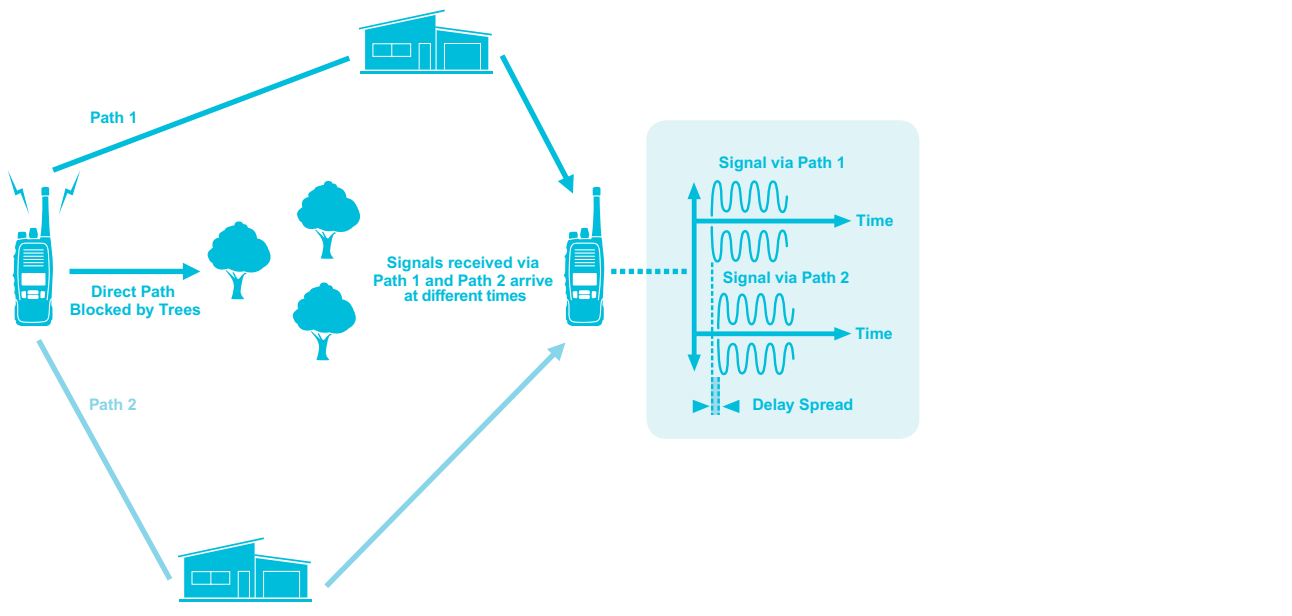 Path 1
Signal via Path 1
Time
Signals received via
Path 1 and Path 2 arrive
at different times
Direct Path
Blocked by Trees
Signal via Path 2
Time
Path 2
Delay Spread